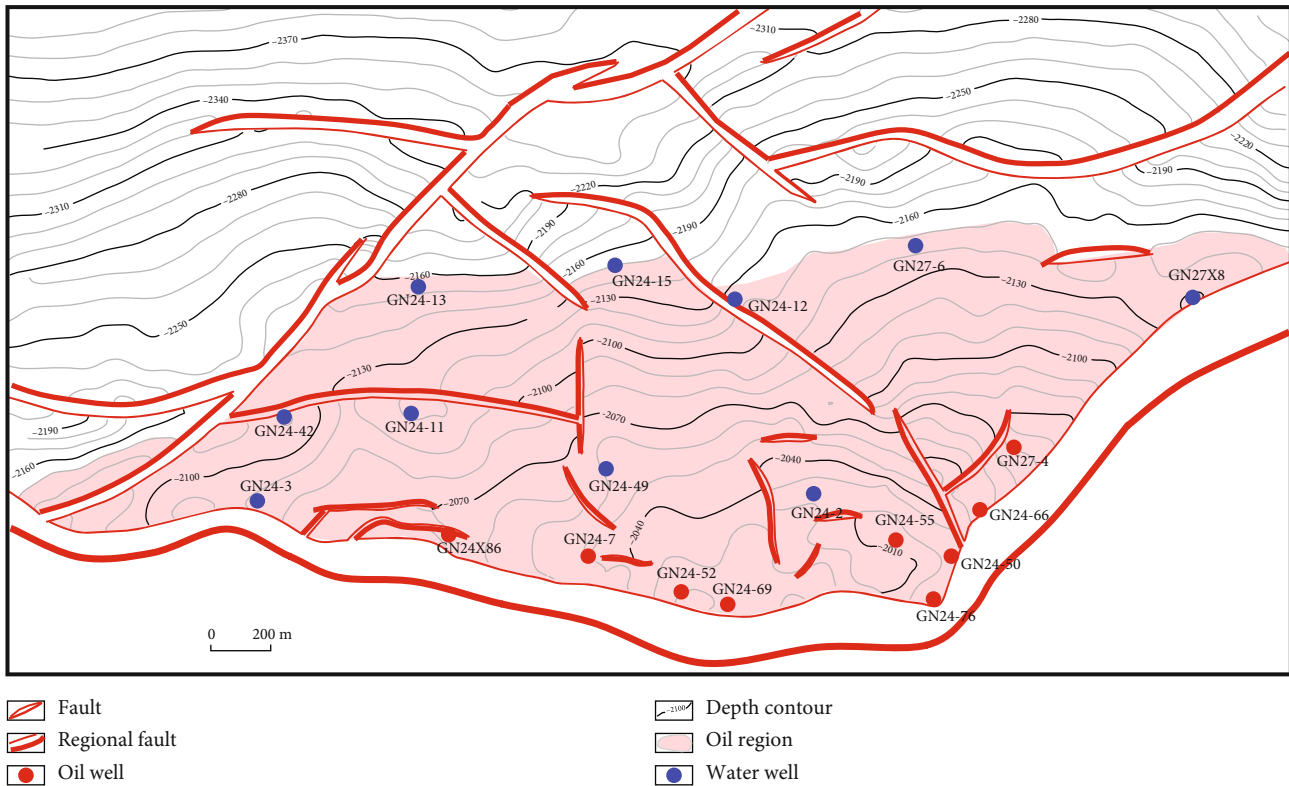 −2310
−2280
−2370
−2340
−2250
−2220
−2190
−2190
−2220
−2280
−2310
−2190
−2190
−2160
−2160
−2160
GN27-6
GN24-15
GN27X8
GN24-13
−2130
−2130
GN24-12
−2250
−2100
−2100
−2130
−2100
−2070
−2190
GN24-42
GN24-11
−2160
−2100
−2040
GN27-4
GN24-3
−2070
GN24-49
GN24-2
GN24-66
GN24-55
−2040
GN24X86
GN24-7
−2010
GN24-50
GN24-52
GN24-69
GN24-76
0 200 m
Fault
Regional fault
Oil well
−2100
Depth contour
Oil region
Water well